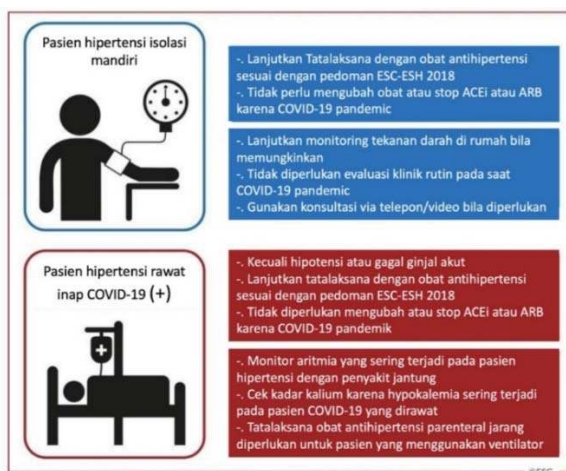 Pasien hipertensi isolasi
mandiri
-. Lanjutkan Tatalaksana dengan obat antihipertensi
sesuai dengan pedoman ESC-ESH 2018
-. Tidak perlu mengubah obat atau stop ACEi atau ARB
karena COVID-19 pandemic
-. Lanjutkan monitoring tekanan darah di rumah bila
memungkinkan
-. Tidak diperlukan evaluasi klinik rutin pada saat
COVID-19 pandemic
-. Gunakan konsultasi via telepon/video bila diperlukan
Pasien hipertensi rawat
inap COVID-19 (+)
-. Kecuali hipotensi atau gagal ginjal akut
-. Lanjutkan tatalaksana dengan obat antihipertensi
sesuai dengan pedoman ESC-ESH 2018
-. Tidak diperlukan mengubah atau stop ACEi atau ARB
karena COVID-19 pandemik
-. Monitor aritmia yang sering terjadi pada pasien
hipertensi dengan penyakit jantung
-. Cek kadar kalium karena hypokalemia sering terjadi
pada pasien COVID-19 yang dirawat
-. Tatalaksana obat antihipertensi parenteral jarang
diperlukan untuk pasien yang menggunakan ventilator